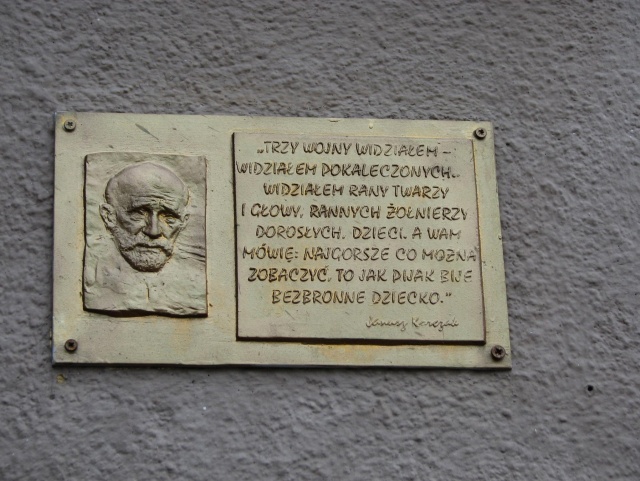 „TRZY WOJNY WIDZIAŁEM –
WIDZIAŁEM POKALECZONYCH.
WIDZIAŁEM RANY TWARZY
I GŁOWY, RANNYCH ŻOŁNIERZY
DOROSŁYCH, DZIECI. A WAM
MÓWIĘ: NAJGORSZE CO MOŻNA
ZOBACZYĆ, TO JAK PIJAK BIJE
BEZBRONNE DZIECKO."
Janusz Korczak